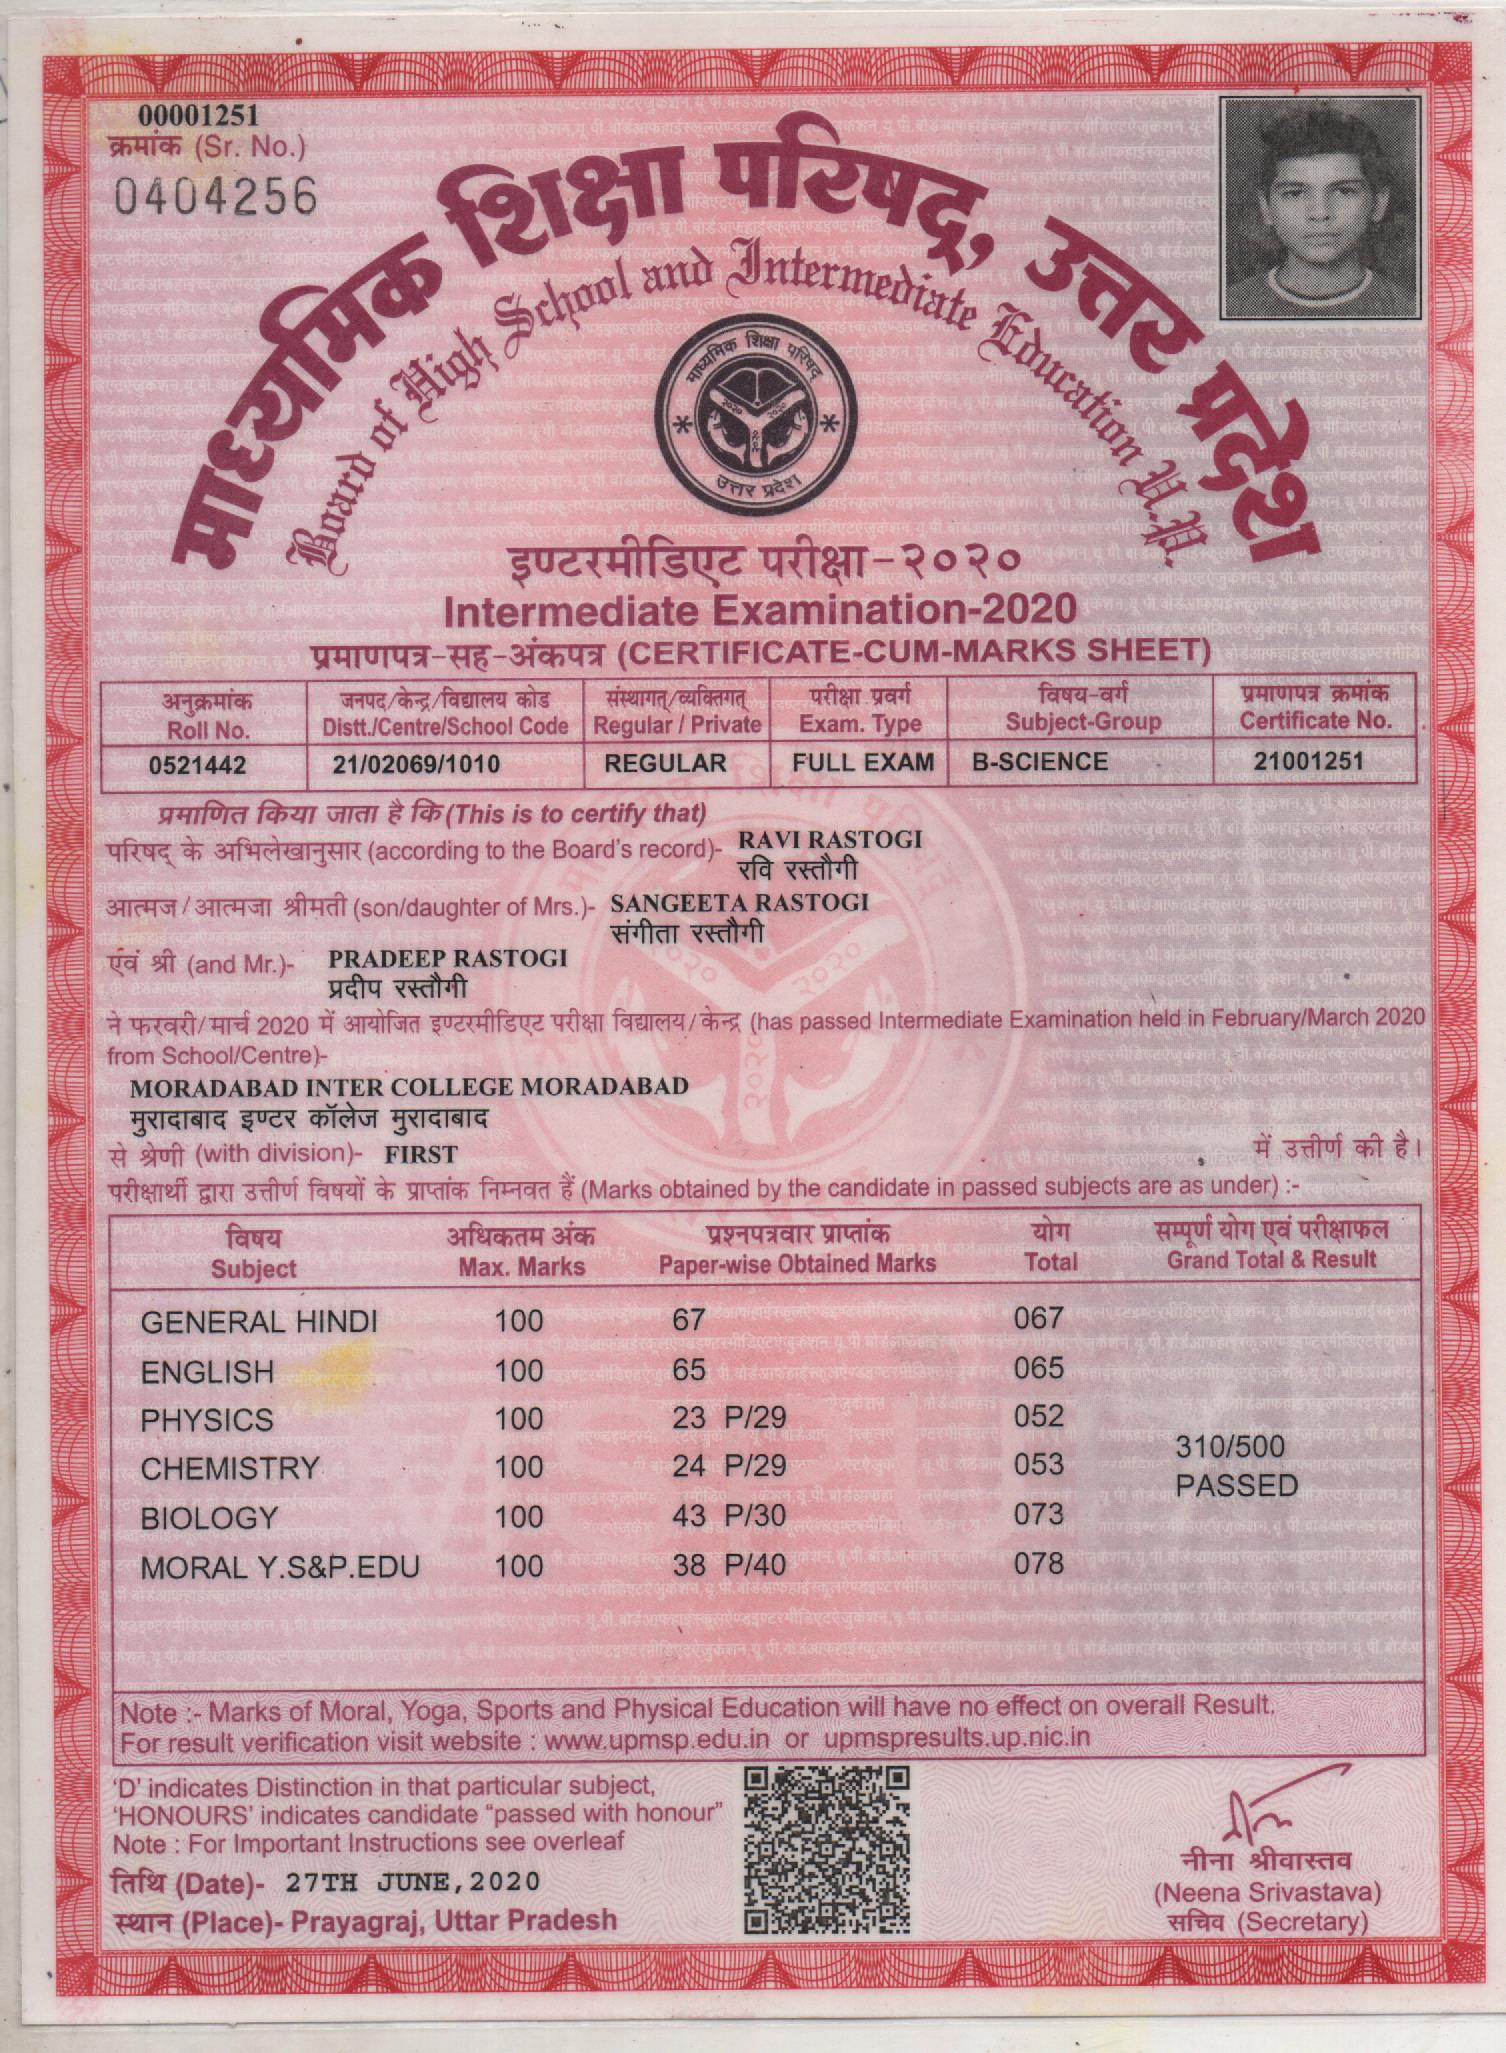 00001251
क्रमांक (Sr. No.)
0404256
माध्यमिक शिक्षा परिषद्, उत्तर प्रदेश
Board of High School and Intermediate Education U.P.
माध्यमिक शिक्षा परिषद्
२०२० २०२०
२०२०
उत्तर प्रदेश
इण्टरमीडिएट परीक्षा-२०२०
Intermediate Examination-2020
प्रमाणपत्र-सह-अंकपत्र (CERTIFICATE-CUM-MARKS SHEET)
अनुक्रमांक जनपद/केन्द्र/विद्यालय कोड संस्थागत्/व्यक्तिगत् परीक्षा प्रवर्ग विषय-वर्ग प्रमाणपत्र क्रमांक
Roll No. Distt./Centre/School Code Regular / Private Exam. Type Subject-Group Certificate No.
0521442 21/02069/1010 REGULAR FULL EXAM B-SCIENCE 21001251
प्रमाणित किया जाता है कि (This is to certify that)
परिषद् के अभिलेखानुसार (according to the Board's record)- RAVI RASTOGI
रवि रस्तौगी
आत्मज/आत्मजा श्रीमती (son/daughter of Mrs.)- SANGEETA RASTOGI
संगीता रस्तौगी
एवं श्री (and Mr.)- PRADEEP RASTOGI
प्रदीप रस्तौगी
ने फरवरी/मार्च 2020 में आयोजित इण्टरमीडिएट परीक्षा विद्यालय/केन्द्र (has passed Intermediate Examination held in February/March 2020
from School/Centre)-
MORADABAD INTER COLLEGE MORADABAD
मुरादाबाद इण्टर कॉलेज मुरादाबाद
से श्रेणी (with division)- FIRST में उत्तीर्ण की है।
परीक्षार्थी द्वारा उत्तीर्ण विषयों के प्राप्तांक निम्नवत हैं (Marks obtained by the candidate in passed subjects are as under) :-
विषय अधिकतम अंक प्रश्नपत्रवार प्राप्तांक योग सम्पूर्ण योग एवं परीक्षाफल
Subject Max. Marks Paper-wise Obtained Marks Total Grand Total & Result
GENERAL HINDI 100 67 067
ENGLISH 100 65 065
PHYSICS 100 23 P/29 052
310/500
CHEMISTRY 100 24 P/29 053
PASSED
BIOLOGY 100 43 P/30 073
MORAL Y.S&P.EDU 100 38 P/40 078
Note :- Marks of Moral, Yoga, Sports and Physical Education will have no effect on overall Result.
For result verification visit website : www.upmsp.edu.in or upmspresults.up.nic.in
'D' indicates Distinction in that particular subject,
'HONOURS' indicates candidate "passed with honour"
Note : For Important Instructions see overleaf
तिथि (Date)- 27TH JUNE,2020
स्थान (Place)- Prayagraj, Uttar Pradesh
नीना श्रीवास्तव
(Neena Srivastava)
सचिव (Secretary)